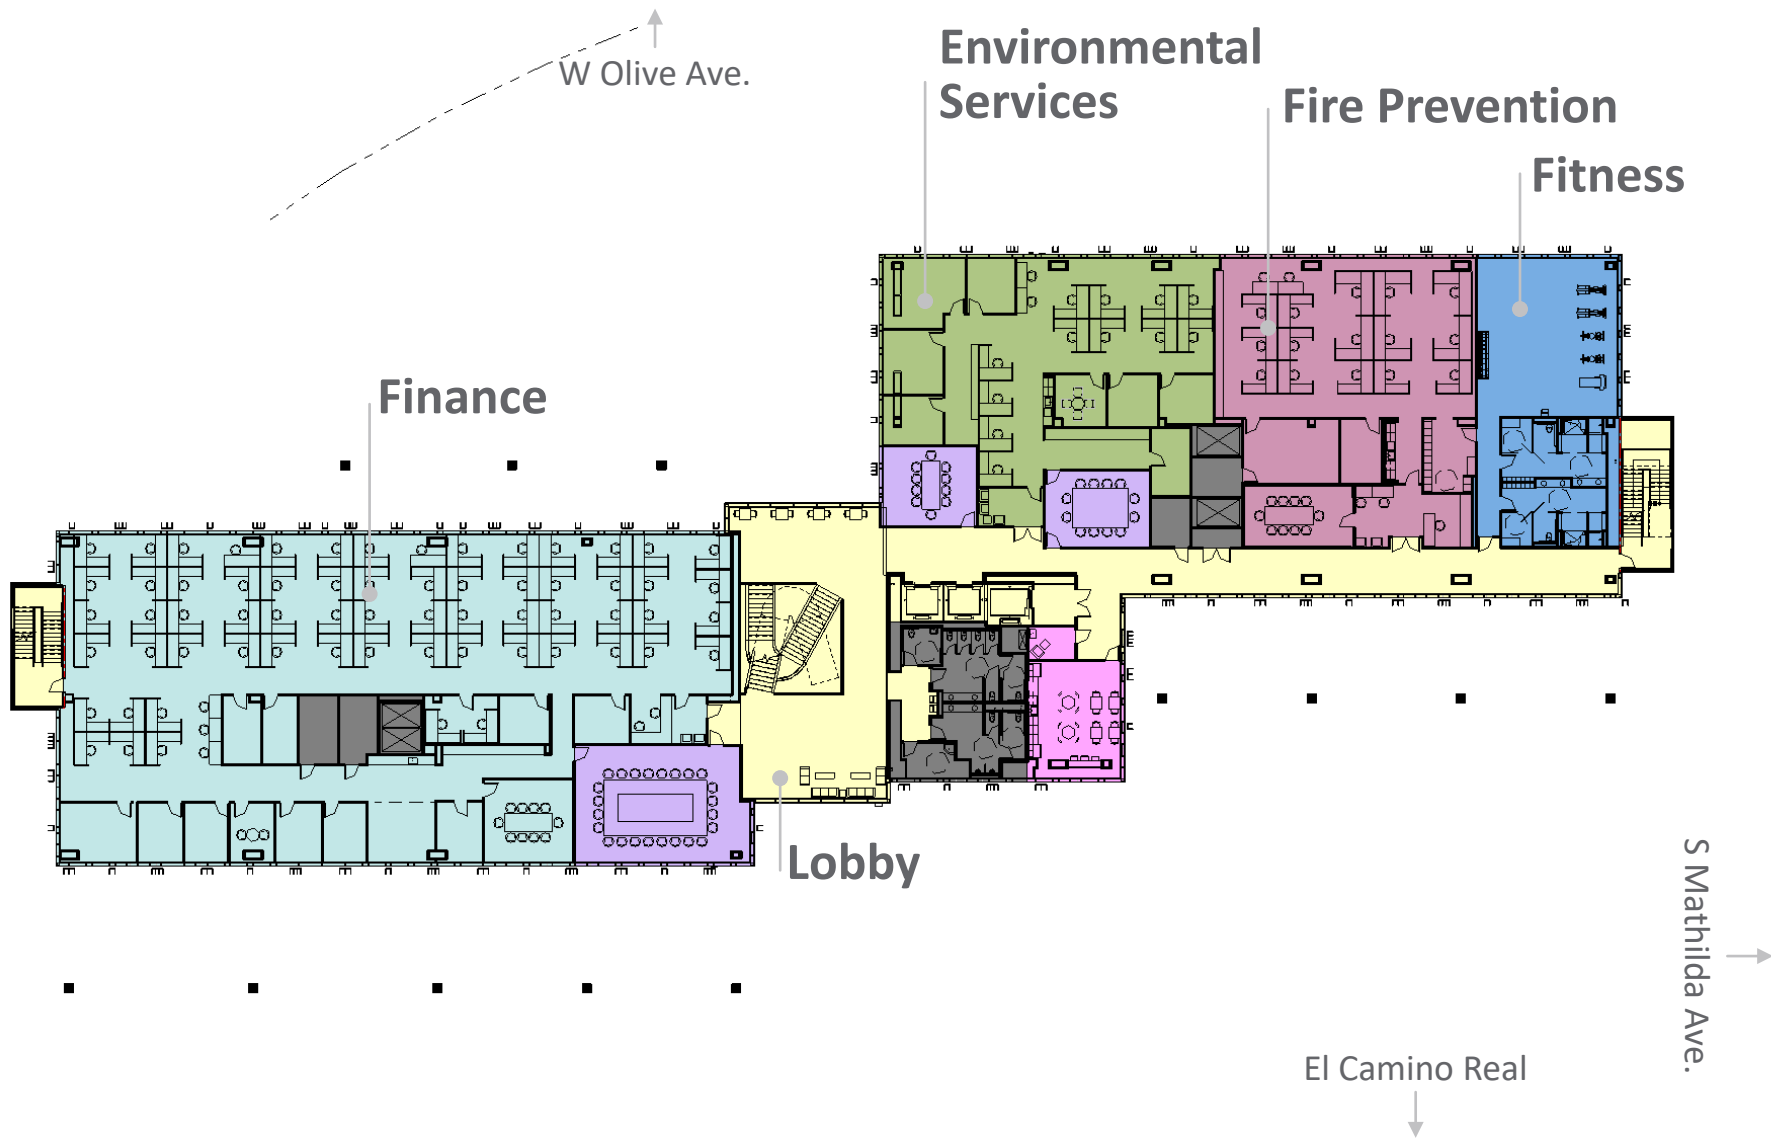 W Olive Ave.
Environmental
Services
Fire Prevention
Fitness
Finance
Lobby
S Mathilda Ave.
El Camino Real